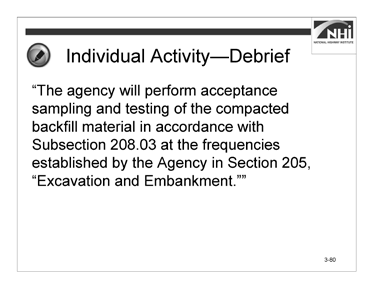 NHI
NATIONAL HIGHWAY INSTITUTE
Individual Activity—Debrief
“The agency will perform acceptance
sampling and testing of the compacted
backfill material in accordance with
Subsection 208.03 at the frequencies
established by the Agency in Section 205,
“Excavation and Embankment.””
3-80